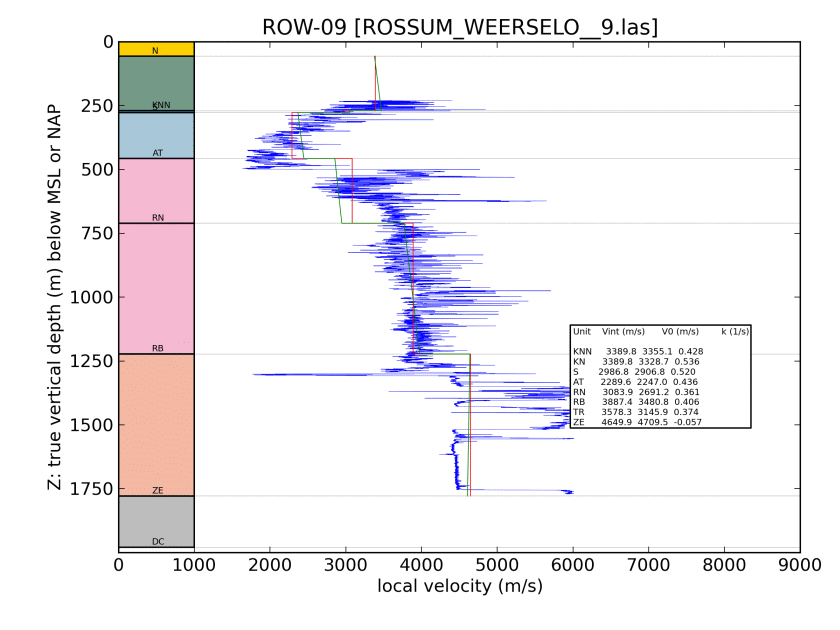 ROW-09 [ROSSUM_WEERSELO__9.las]
0
250
500
750
1000
1250
1500
1750
Z: true vertical depth (m) below MSL or NAP
N
KNN
S
AT
RN
RB
ZE
DC
Unit Vint (m/s) V0 (m/s) k (1/s)
KNN 3389.8 3355.1 0.428
KN 3389.8 3328.7 0.536
S 2986.8 2906.8 0.520
AT 2289.6 2247.0 0.436
RN 3083.9 2691.2 0.361
RB 3887.4 3480.8 0.406
TR 3578.3 3145.9 0.374
ZE 4649.9 4709.5 -0.057
0 1000 2000 3000 4000 5000 6000 7000 8000 9000
local velocity (m/s)